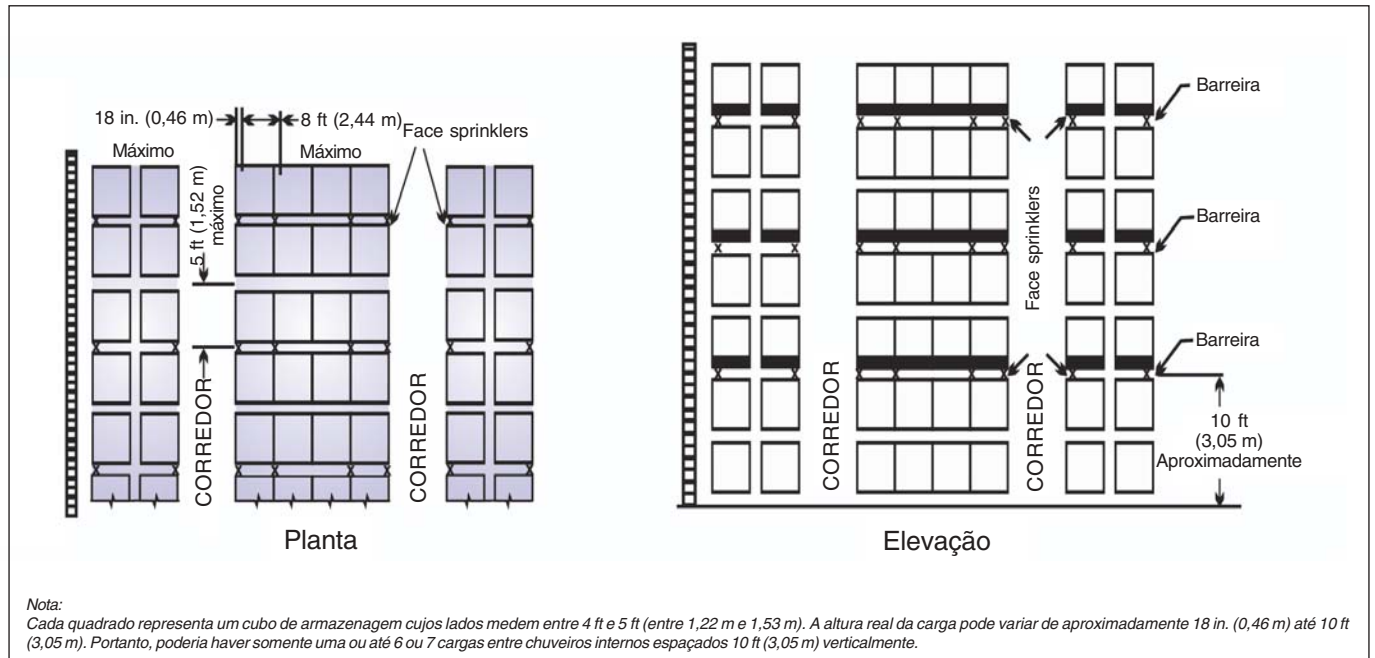 18 in. (0,46 m)
8 ft (2,44 m)
Face sprinklers
Máximo
Máximo
5 ft (1,52 m)
máximo
CORREDOR
CORREDOR
Planta
Barreira
Barreira
Barreira
Face sprinklers
CORREDOR
CORREDOR
10 ft
(3,05 m)
Aproximadamente
Elevação
Nota:
Cada quadrado representa um cubo de armazenagem cujos lados medem entre 4 ft e 5 ft (entre 1,22 m e 1,53 m). A altura real da carga pode variar de aproximadamente 18 in. (0,46 m) até 10 ft
(3,05 m). Portanto, poderia haver somente uma ou até 6 ou 7 cargas entre chuveiros internos espaçados 10 ft (3,05 m) verticalmente.